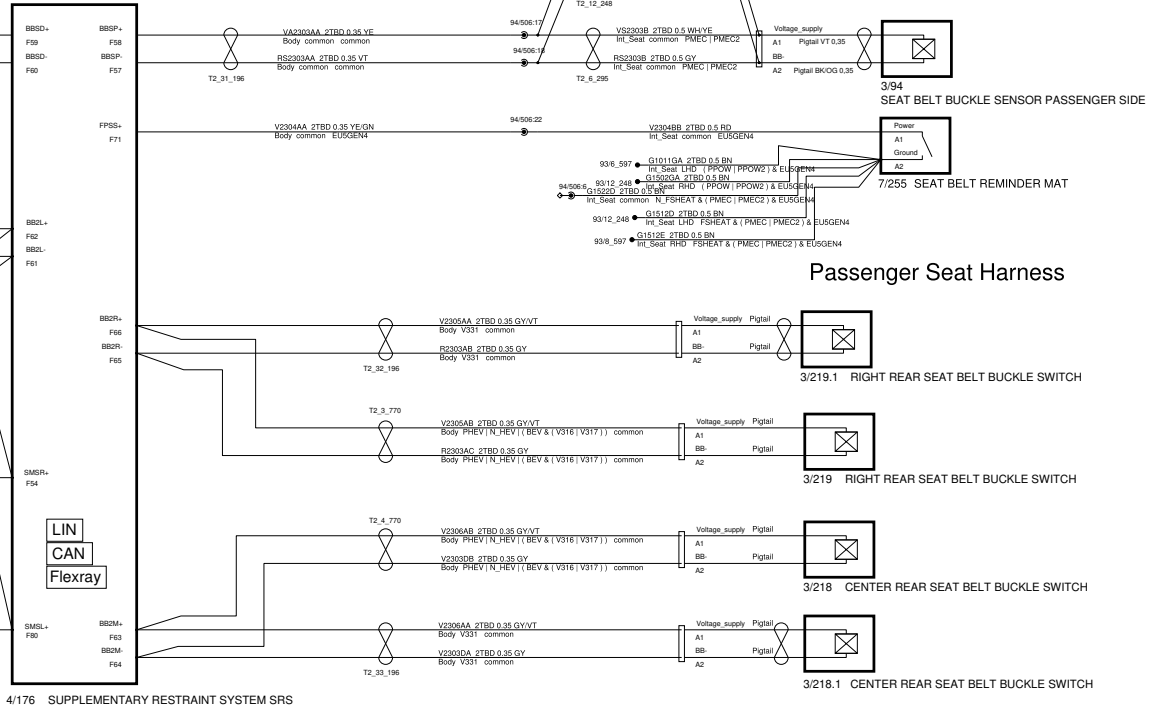 T2_12_248
BBSD+ BBSP+
F59 F58
BBSD- BBSP-
F60 F57
VA2303AA 2TBD 0.35 YE
Body common common
RS2303AA 2TBD 0.35 VT
Body common common
T2_31_196
94/506:17
VS2303B 2TBD 0.5 WH/YE
Int_Seat common PMEC | PMEC2
RS2303B 2TBD 0.5 GY
Int_Seat common PMEC | PMEC2
T2_6_295
Voltage_supply
A1 Pigtail VT 0,35
BB-
A2 Pigtail BK/OG 0,35
3/94
SEAT BELT BUCKLE SENSOR PASSENGER SIDE
FPSS+
F71
V2304AA 2TBD 0.35 YE/GN
Body common EU5GEN4
94/506:22
V2304BB 2TBD 0.5 RD
Int_Seat common EU5GEN4
Power
A1
Ground
A2
7/255 SEAT BELT REMINDER MAT
93/6_597 G1011GA 2TBD 0.5 BN
Int_Seat LHD ( PPOW | PPOW2 ) & EU5GEN4
93/12_248 G1502GA 2TBD 0.5 BN
Int_Seat RHD ( PPOW | PPOW2 ) & EU5GEN4
94/506:6 G1522D 2TBD 0.5 BN
Int_Seat common N_FSHEAT & ( PMEC | PMEC2 ) & EU5GEN4
93/12_248 G1512D 2TBD 0.5 BN
Int_Seat LHD FSHEAT & ( PMEC | PMEC2 ) & EU5GEN4
93/8_597 G1512E 2TBD 0.5 BN
Int_Seat RHD FSHEAT & ( PMEC | PMEC2 ) & EU5GEN4
BB2L+
F62
BB2L-
F61
Passenger Seat Harness
BB2R+
F66
BB2R-
F65
V2305AA 2TBD 0.35 GY/VT
Body V331 common
R2303AB 2TBD 0.35 GY
Body V331 common
T2_32_196
Voltage_supply Pigtail
A1
BB- Pigtail
A2
3/219.1 RIGHT REAR SEAT BELT BUCKLE SWITCH
T2_3_770
V2305AB 2TBD 0.35 GY/VT
Body PHEV | N_HEV | ( BEV & ( V316 | V317 ) ) common
R2303AC 2TBD 0.35 GY
Body PHEV | N_HEV | ( BEV & ( V316 | V317 ) ) common
Voltage_supply Pigtail
A1
BB- Pigtail
A2
3/219 RIGHT REAR SEAT BELT BUCKLE SWITCH
SMSR+
F54
LIN
CAN
Flexray
T2_4_770
V2306AB 2TBD 0.35 GY/VT
Body PHEV | N_HEV | ( BEV & ( V316 | V317 ) ) common
V2303DB 2TBD 0.35 GY
Body PHEV | N_HEV | ( BEV & ( V316 | V317 ) ) common
Voltage_supply Pigtail
A1
BB- Pigtail
A2
3/218 CENTER REAR SEAT BELT BUCKLE SWITCH
SMSL+ BB2M+
F80 F63
BB2M-
F64
V2306AA 2TBD 0.35 GY/VT
Body V331 common
V2303DA 2TBD 0.35 GY
Body V331 common
T2_33_196
Voltage_supply Pigtail
A1
BB- Pigtail
A2
3/218.1 CENTER REAR SEAT BELT BUCKLE SWITCH
4/176 SUPPLEMENTARY RESTRAINT SYSTEM SRS